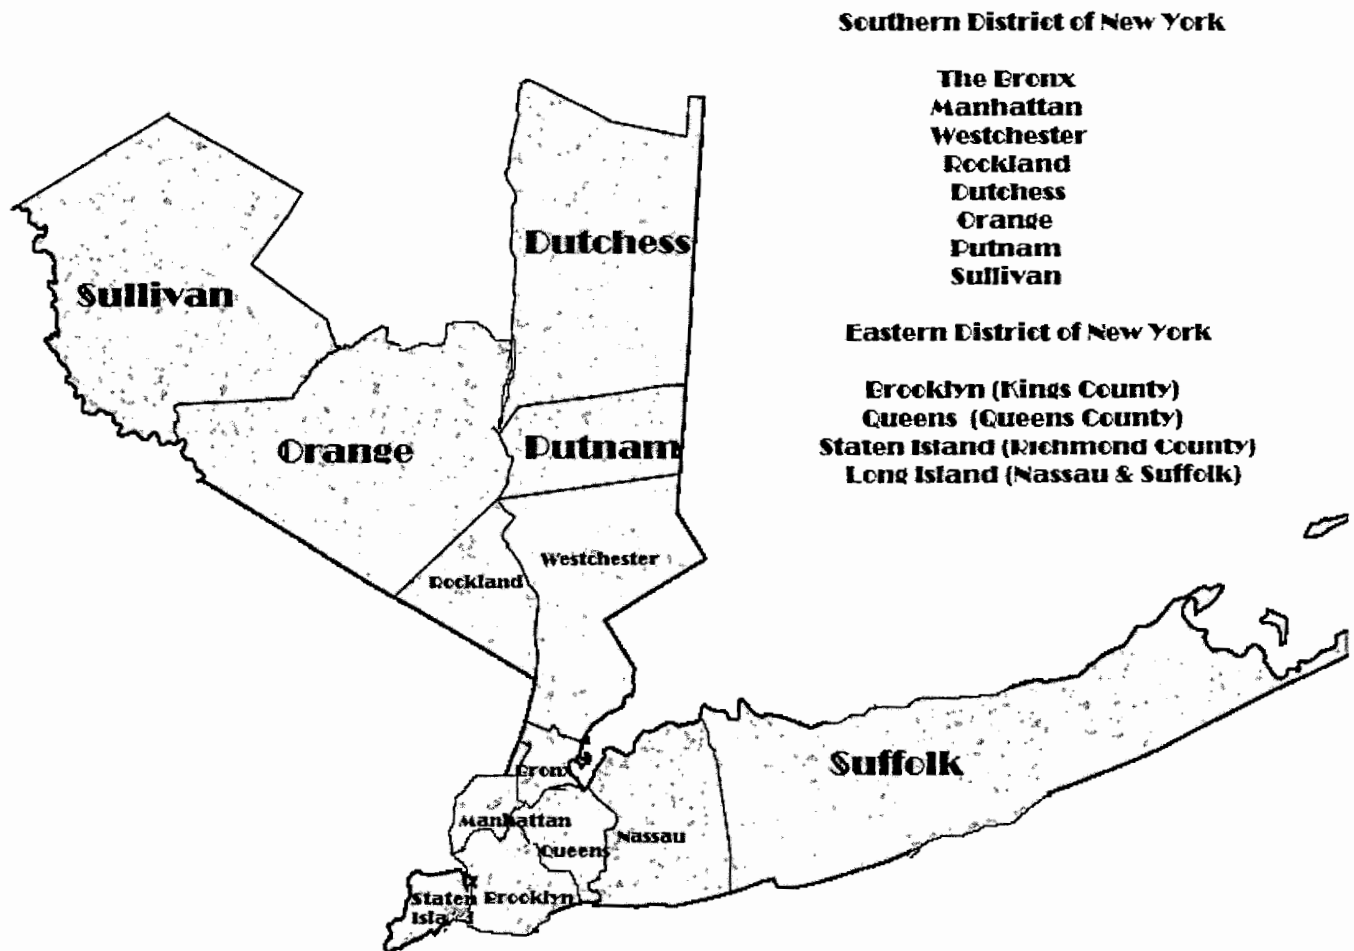 Southern District of New York
The Bronx
Manhattan
Westchester
Rockland
Dutchess
Orange
Putnam
Sullivan
Eastern District of New York
Brooklyn (Kings County)
Queens (Queens County)
Staten Island (Richmond County)
Long Island (Nassau & Suffolk)
Dutchess
Sullivan
Orange
Putnam
Westchester
Rockland
Suffolk
Bronx
Manhattan
Nassau
Queens
Staten
Brooklyn